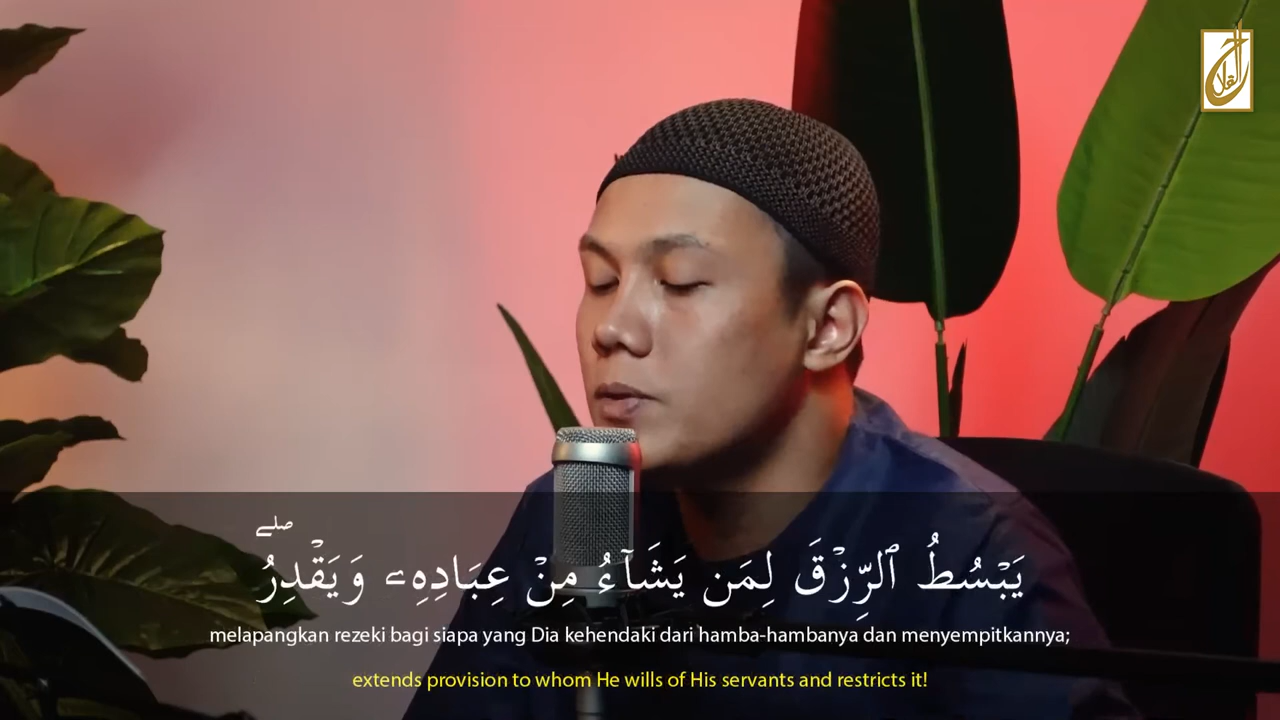 يَبْسُطُ ٱلرِّزْقَ لِمَن يَشَآءُ مِنْ عِبَادِهِۦ وَيَقْدِرُ ۖ
melapangkan rezeki bagi siapa yang Dia kehendaki dari hamba-hambanya dan menyempitkannya;
extends provision to whom He wills of His servants and restricts it!